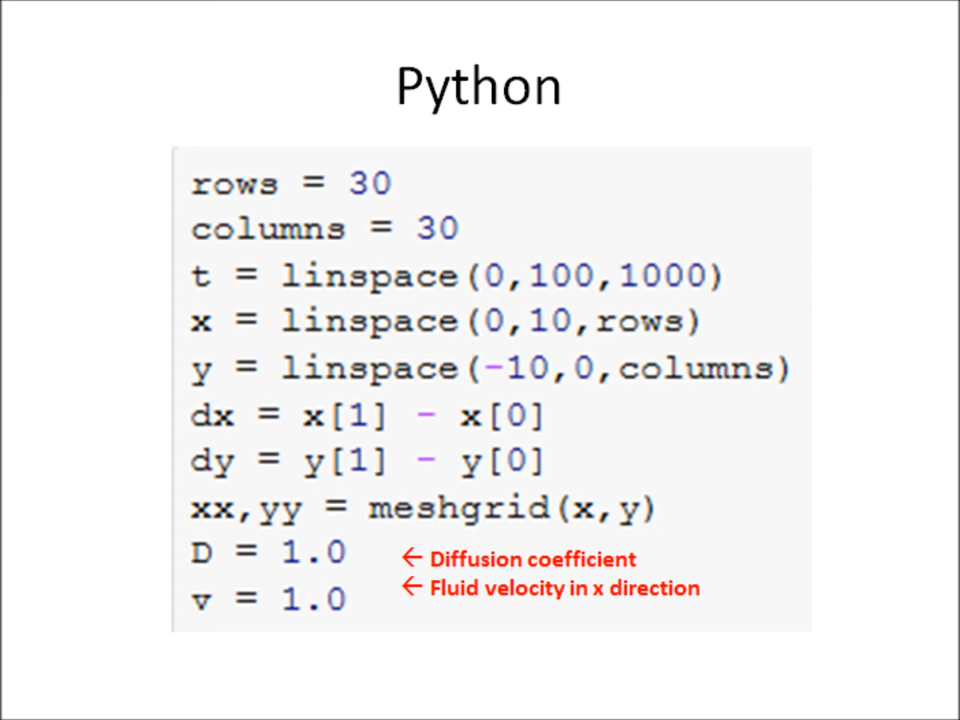 Python
rows = 30
columns = 30
t = linspace(0,100,1000)
x = linspace(0,10,rows)
y = linspace(-10,0,columns)
dx = x[1] - x[0]
dy = y[1] - y[0]
xx,yy = meshgrid(x,y)
D = 1.0 ← Diffusion coefficient
v = 1.0 ← Fluid velocity in x direction